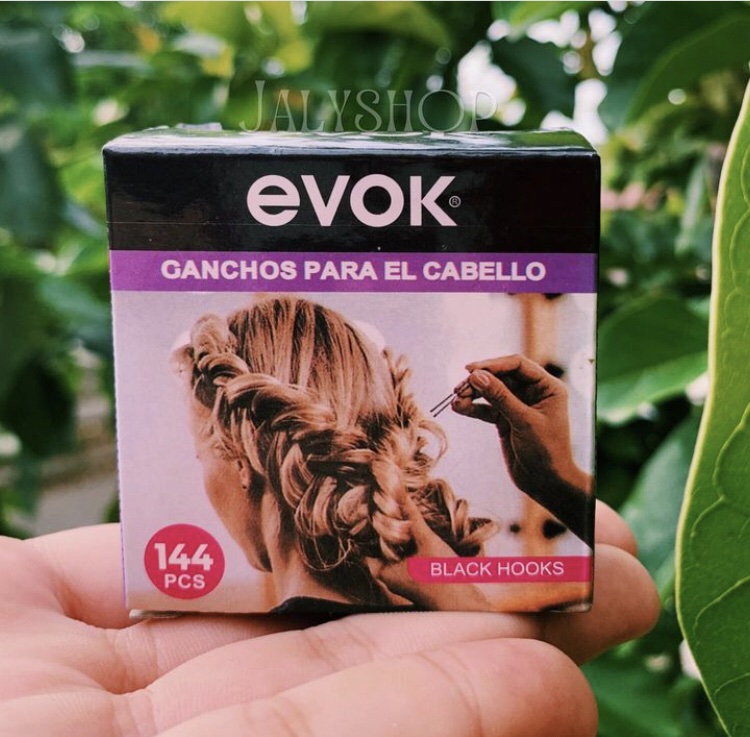 JALYSHOP
evok®
GANCHOS PARA EL CABELLO
144
PCS
BLACK HOOKS